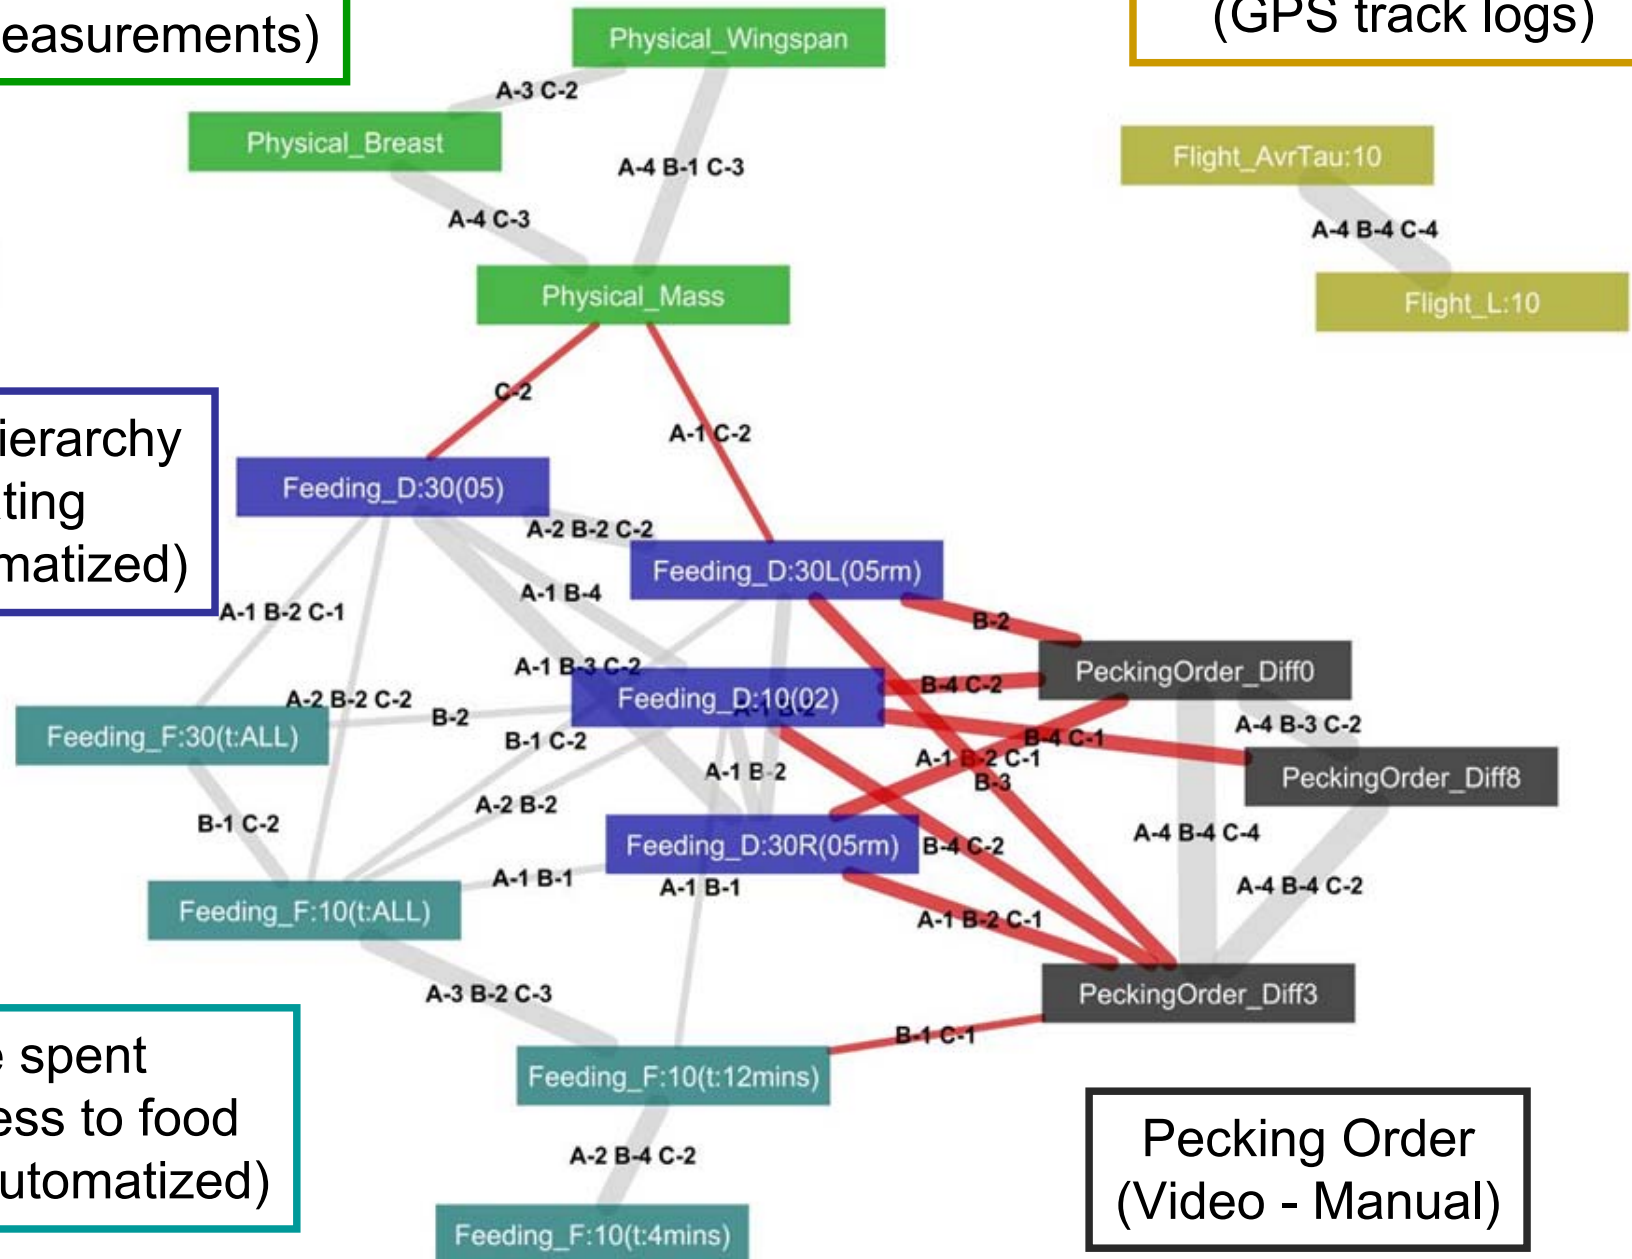 easurements)
(GPS track logs)
Physical_Wingspan
A-3 C-2
Physical_Breast
A-4 B-1 C-3
Flight_AvrTau:10
A-4 C-3
A-4 B-4 C-4
Physical_Mass
Flight_L:10
C-2
A-1 C-2
ierarchy
ting
matized)
Feeding_D:30(05)
A-2 B-2 C-2
Feeding_D:30L(05rm)
A-1 B-4
A-1 B-2 C-1
B-2
A-1 B-3 C-2
PeckingOrder_Diff0
B-4 C-2
Feeding_D:10(02)
A-1 B-2
A-2 B-2 C-2
B-2
A-4 B-3 C-2
Feeding_F:30(t:ALL)
B-1 C-2
B-4 C-1
A-1 B-2 C-1
A-1 B-2
B-3
PeckingOrder_Diff8
A-2 B-2
B-1 C-2
A-4 B-4 C-4
Feeding_D:30R(05rm)
B-4 C-2
A-1 B-1
A-1 B-1
A-4 B-4 C-2
Feeding_F:10(t:ALL)
A-1 B-2 C-1
A-3 B-2 C-3
PeckingOrder_Diff3
B-1 C-1
e spent
ess to food
utomatized)
Feeding_F:10(t:12mins)
A-2 B-4 C-2
Pecking Order
(Video - Manual)
Feeding_F:10(t:4mins)